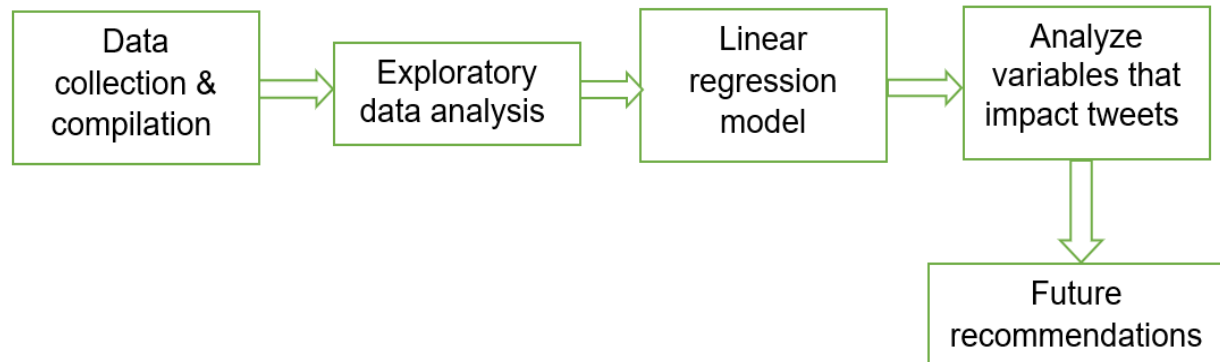 Data
collection &
compilation
Exploratory
data analysis
Linear
regression
model
Analyze
variables that
impact tweets
Future
recommendations